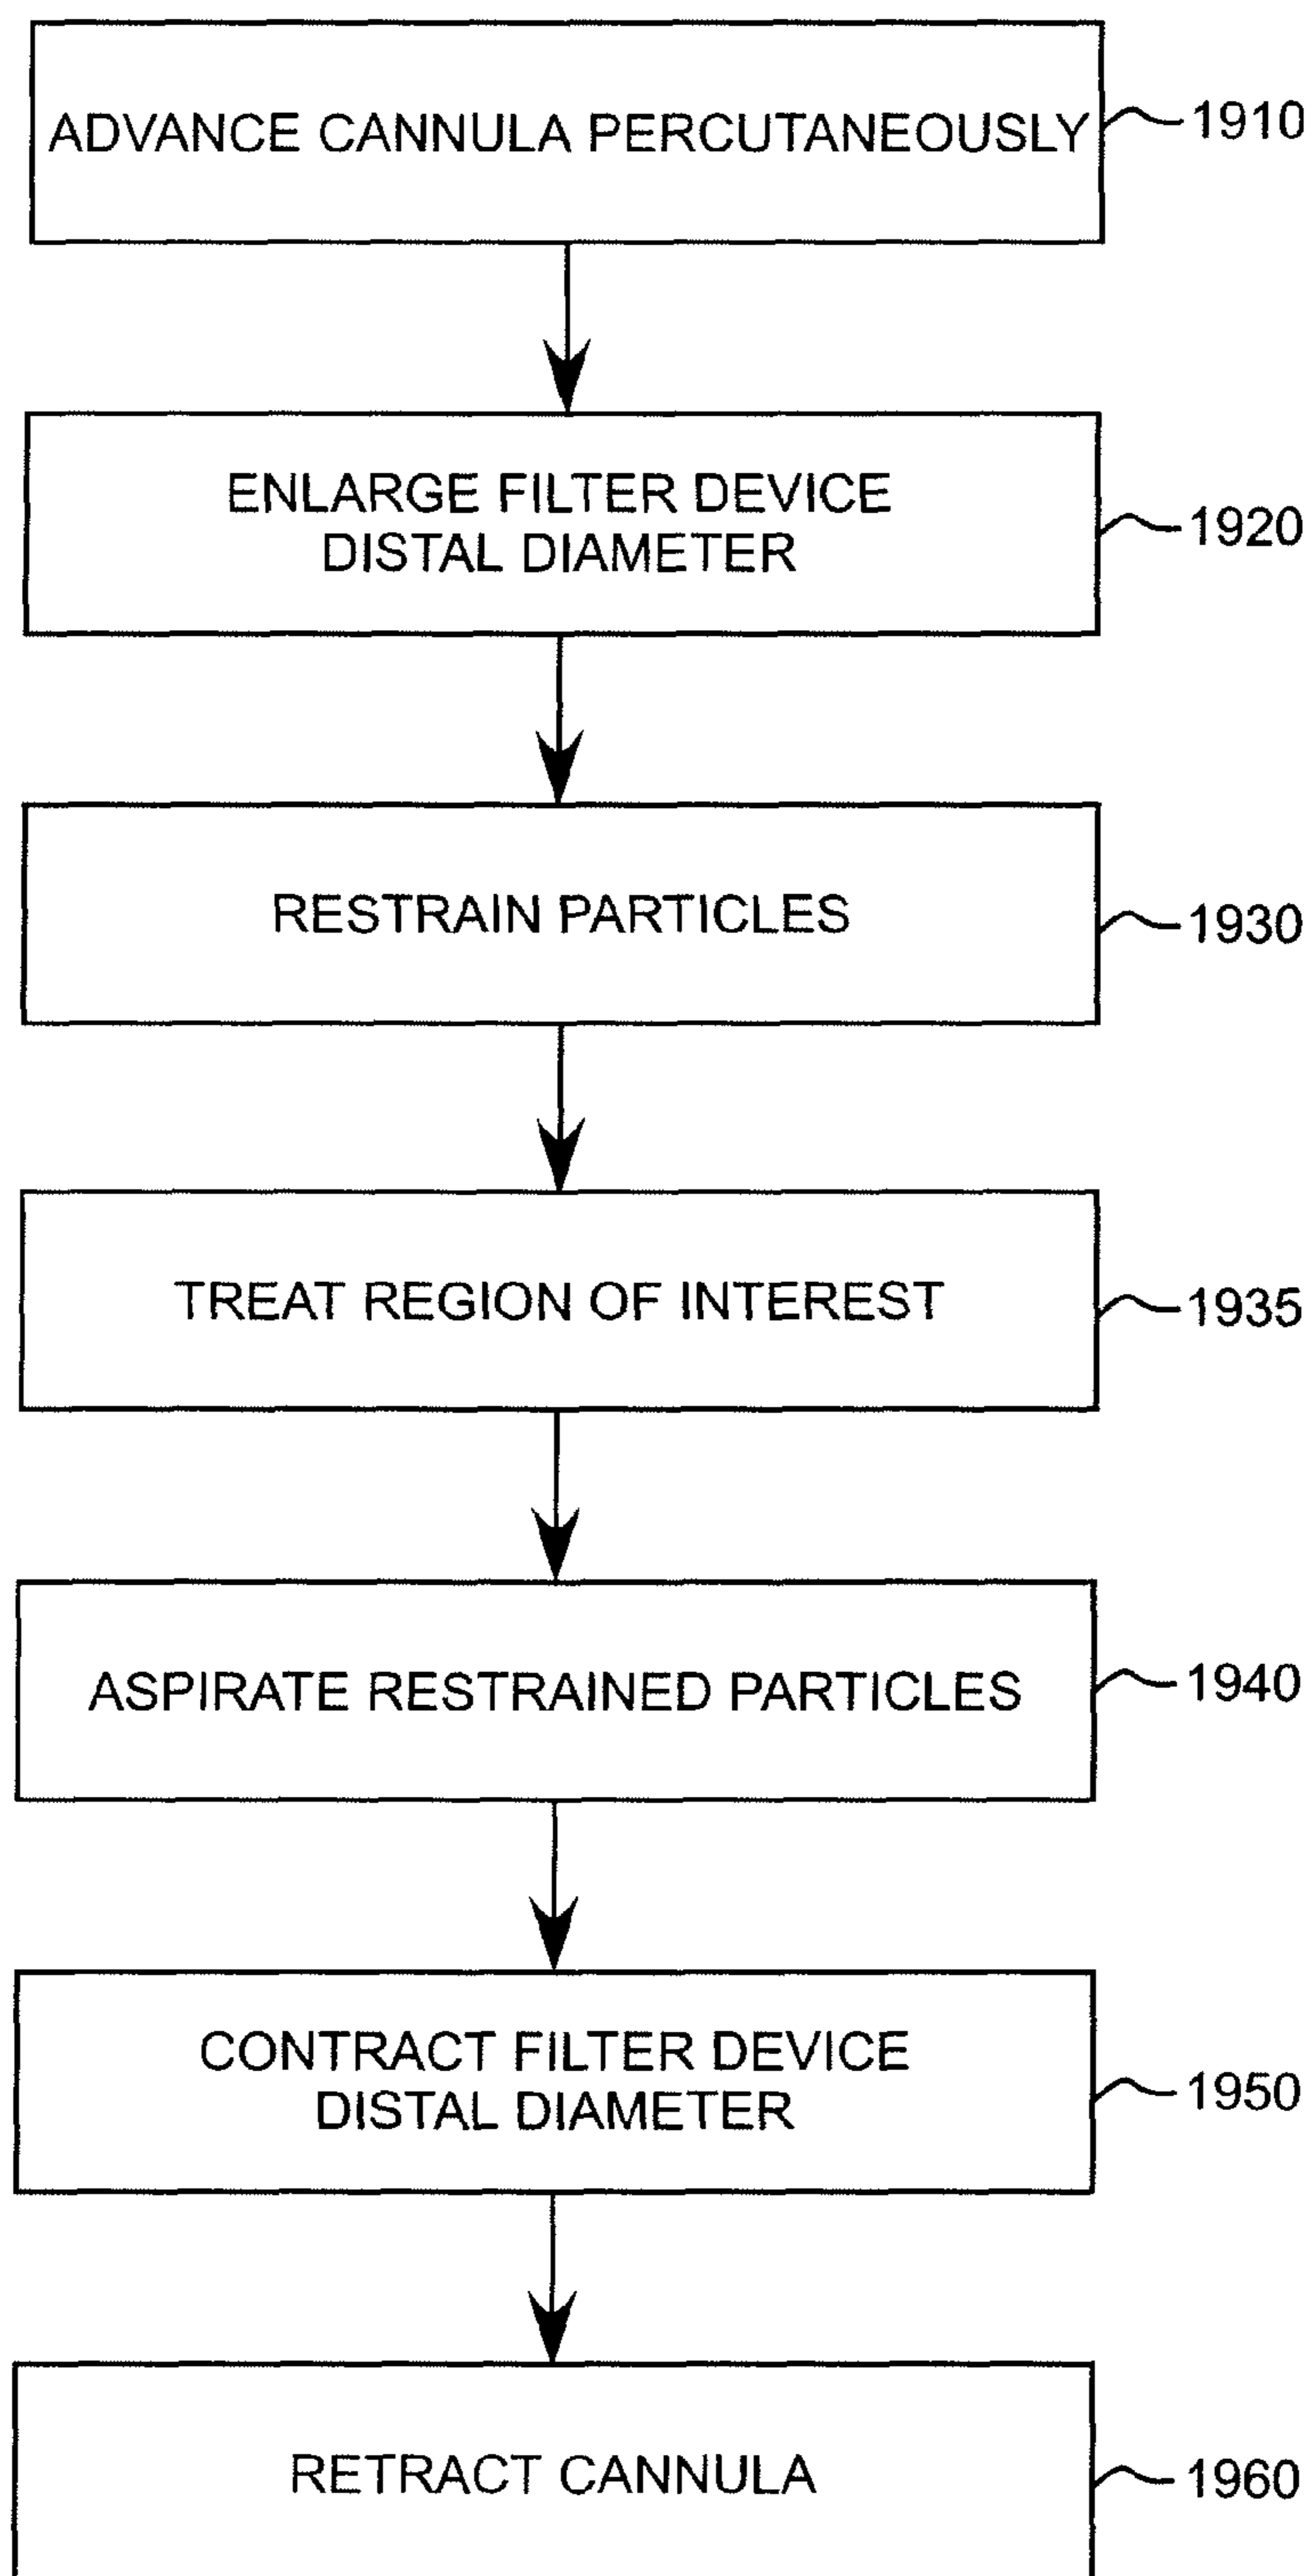 ADVANCE CANNULA PERCUTANEOUSLY
1910
ENLARGE FILTER DEVICE
DISTAL DIAMETER
1920
RESTRAIN PARTICLES
1930
TREAT REGION OF INTEREST
1935
ASPIRATE RESTRAINED PARTICLES
1940
CONTRACT FILTER DEVICE
DISTAL DIAMETER
1950
RETRACT CANNULA
1960